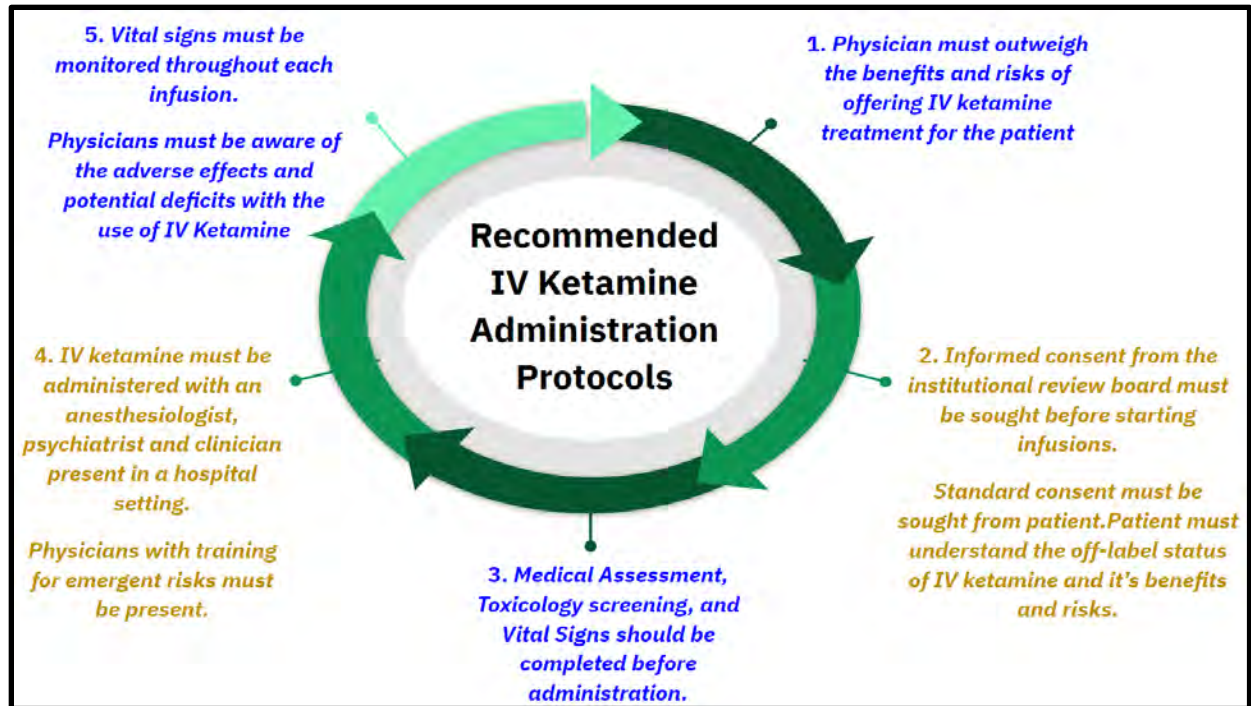 Recommended
IV Ketamine
Administration
Protocols
1. Physician must outweigh
the benefits and risks of
offering IV ketamine
treatment for the patient
2. Informed consent from the
institutional review board must
be sought before starting
infusions.
Standard consent must be
sought from patient.Patient must
understand the off-label status
of IV ketamine and it's benefits
and risks.
3. Medical Assessment,
Toxicology screening, and
Vital Signs should be
completed before
administration.
4. IV ketamine must be
administered with an
anesthesiologist,
psychiatrist and clinician
present in a hospital
setting.
Physicians with training
for emergent risks must
be present.
5. Vital signs must be
monitored throughout each
infusion.
Physicians must be aware of
the adverse effects and
potential deficits with the
use of IV Ketamine